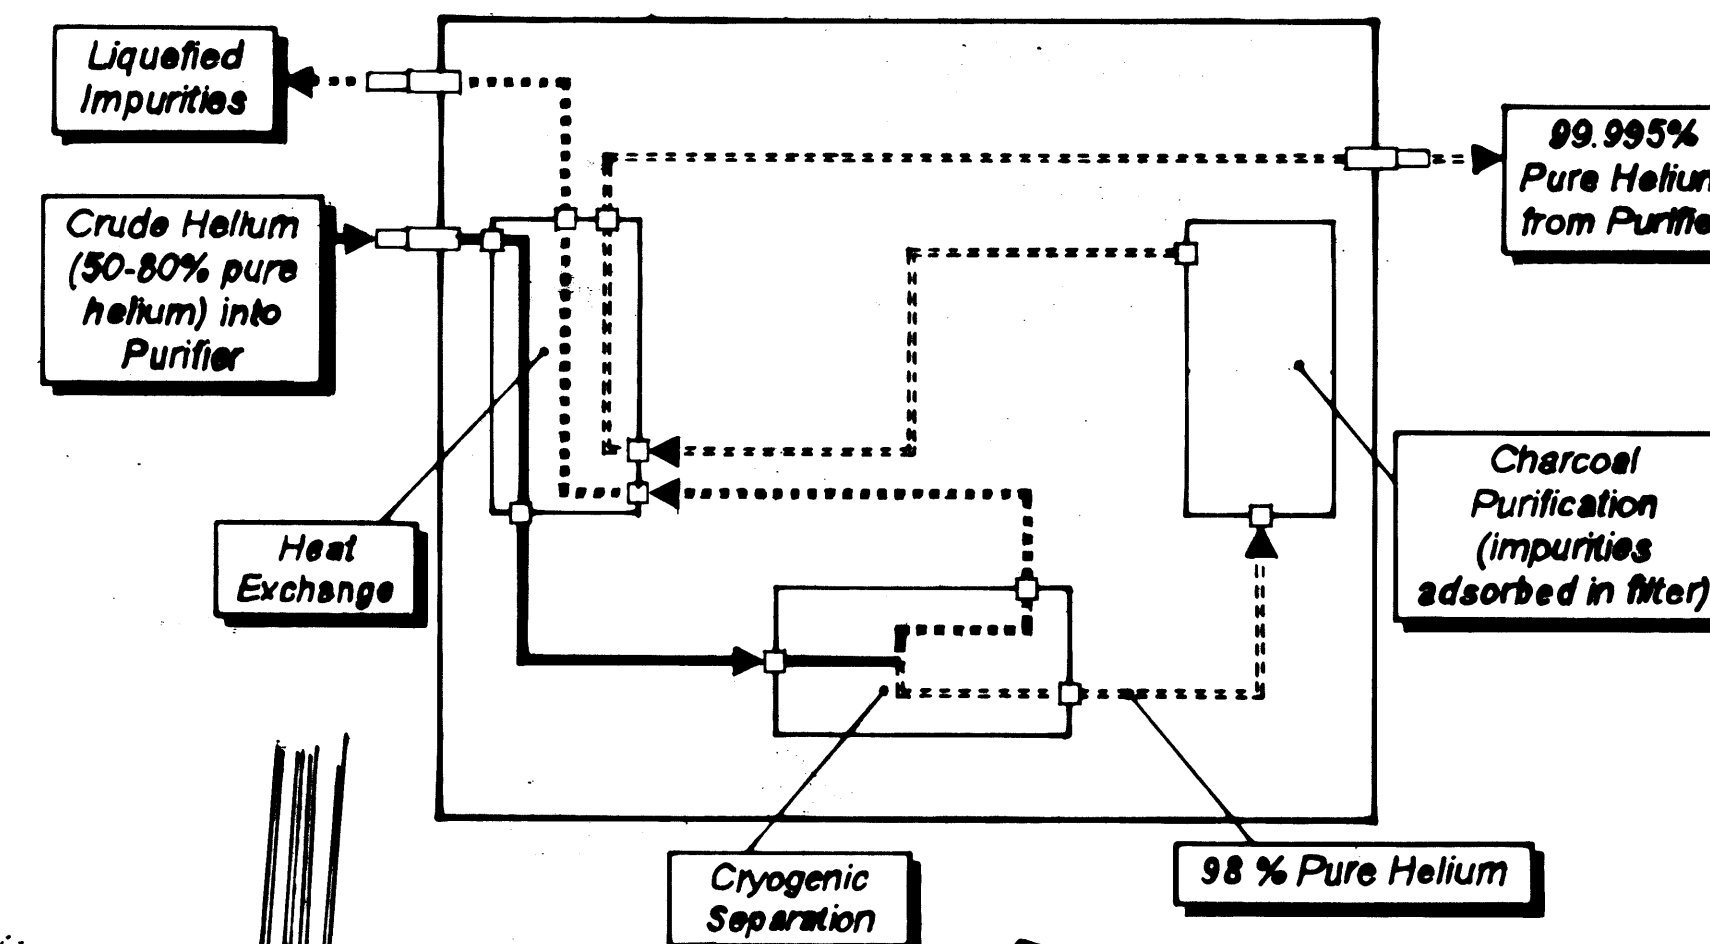 Liquefied
Impurities
Crude Helium
(50-80% pure
helium) into
Purifier
99.995%
Pure Helium
from Purifie
Heat
Exchange
Charcoal
Purification
(impurities
adsorbed in filter)
Cryogenic
Separation
98 % Pure Helium